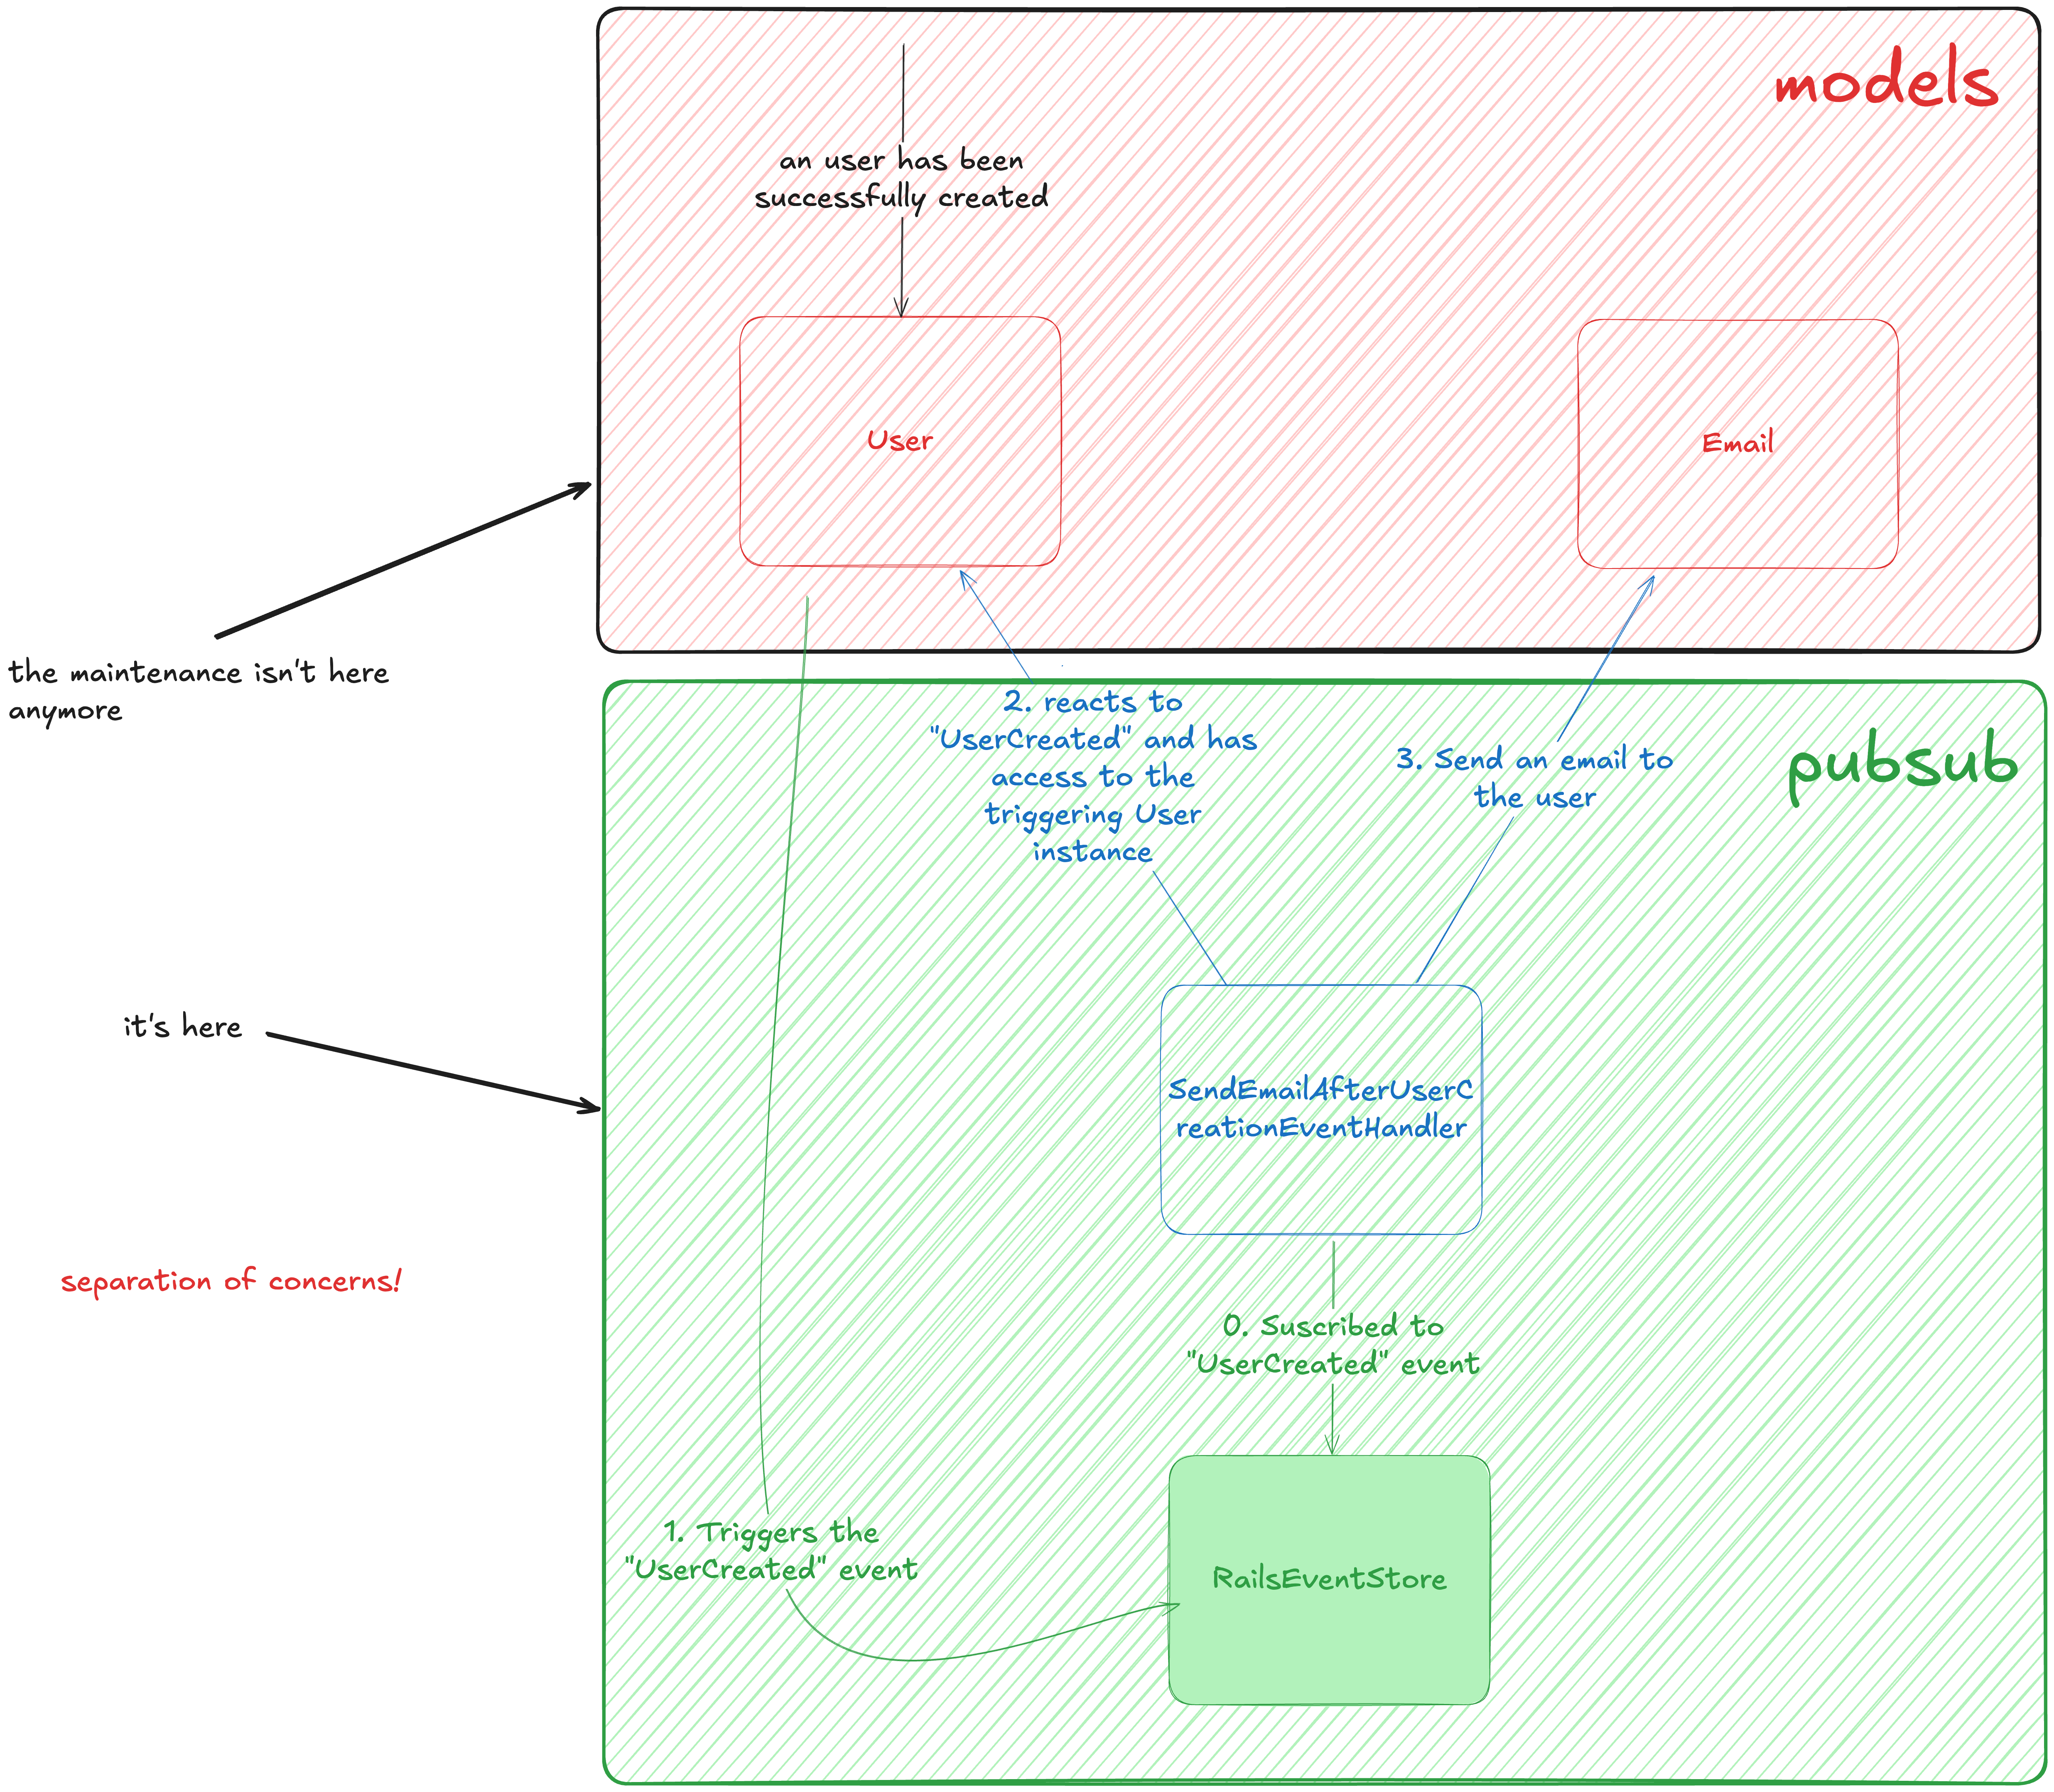 models
an user has been
successfully created
User
Email
the maintenance isn't here
anymore
2. reacts to
"UserCreated" and has
access to the
triggering User
instance
3. Send an email to
the user
pubsub
it's here
SendEmailAfterUserC
reationEventHandler
separation of concerns!
0. Suscribed to
"UserCreated" event
1. Triggers the
"UserCreated" event
RailsEventStore